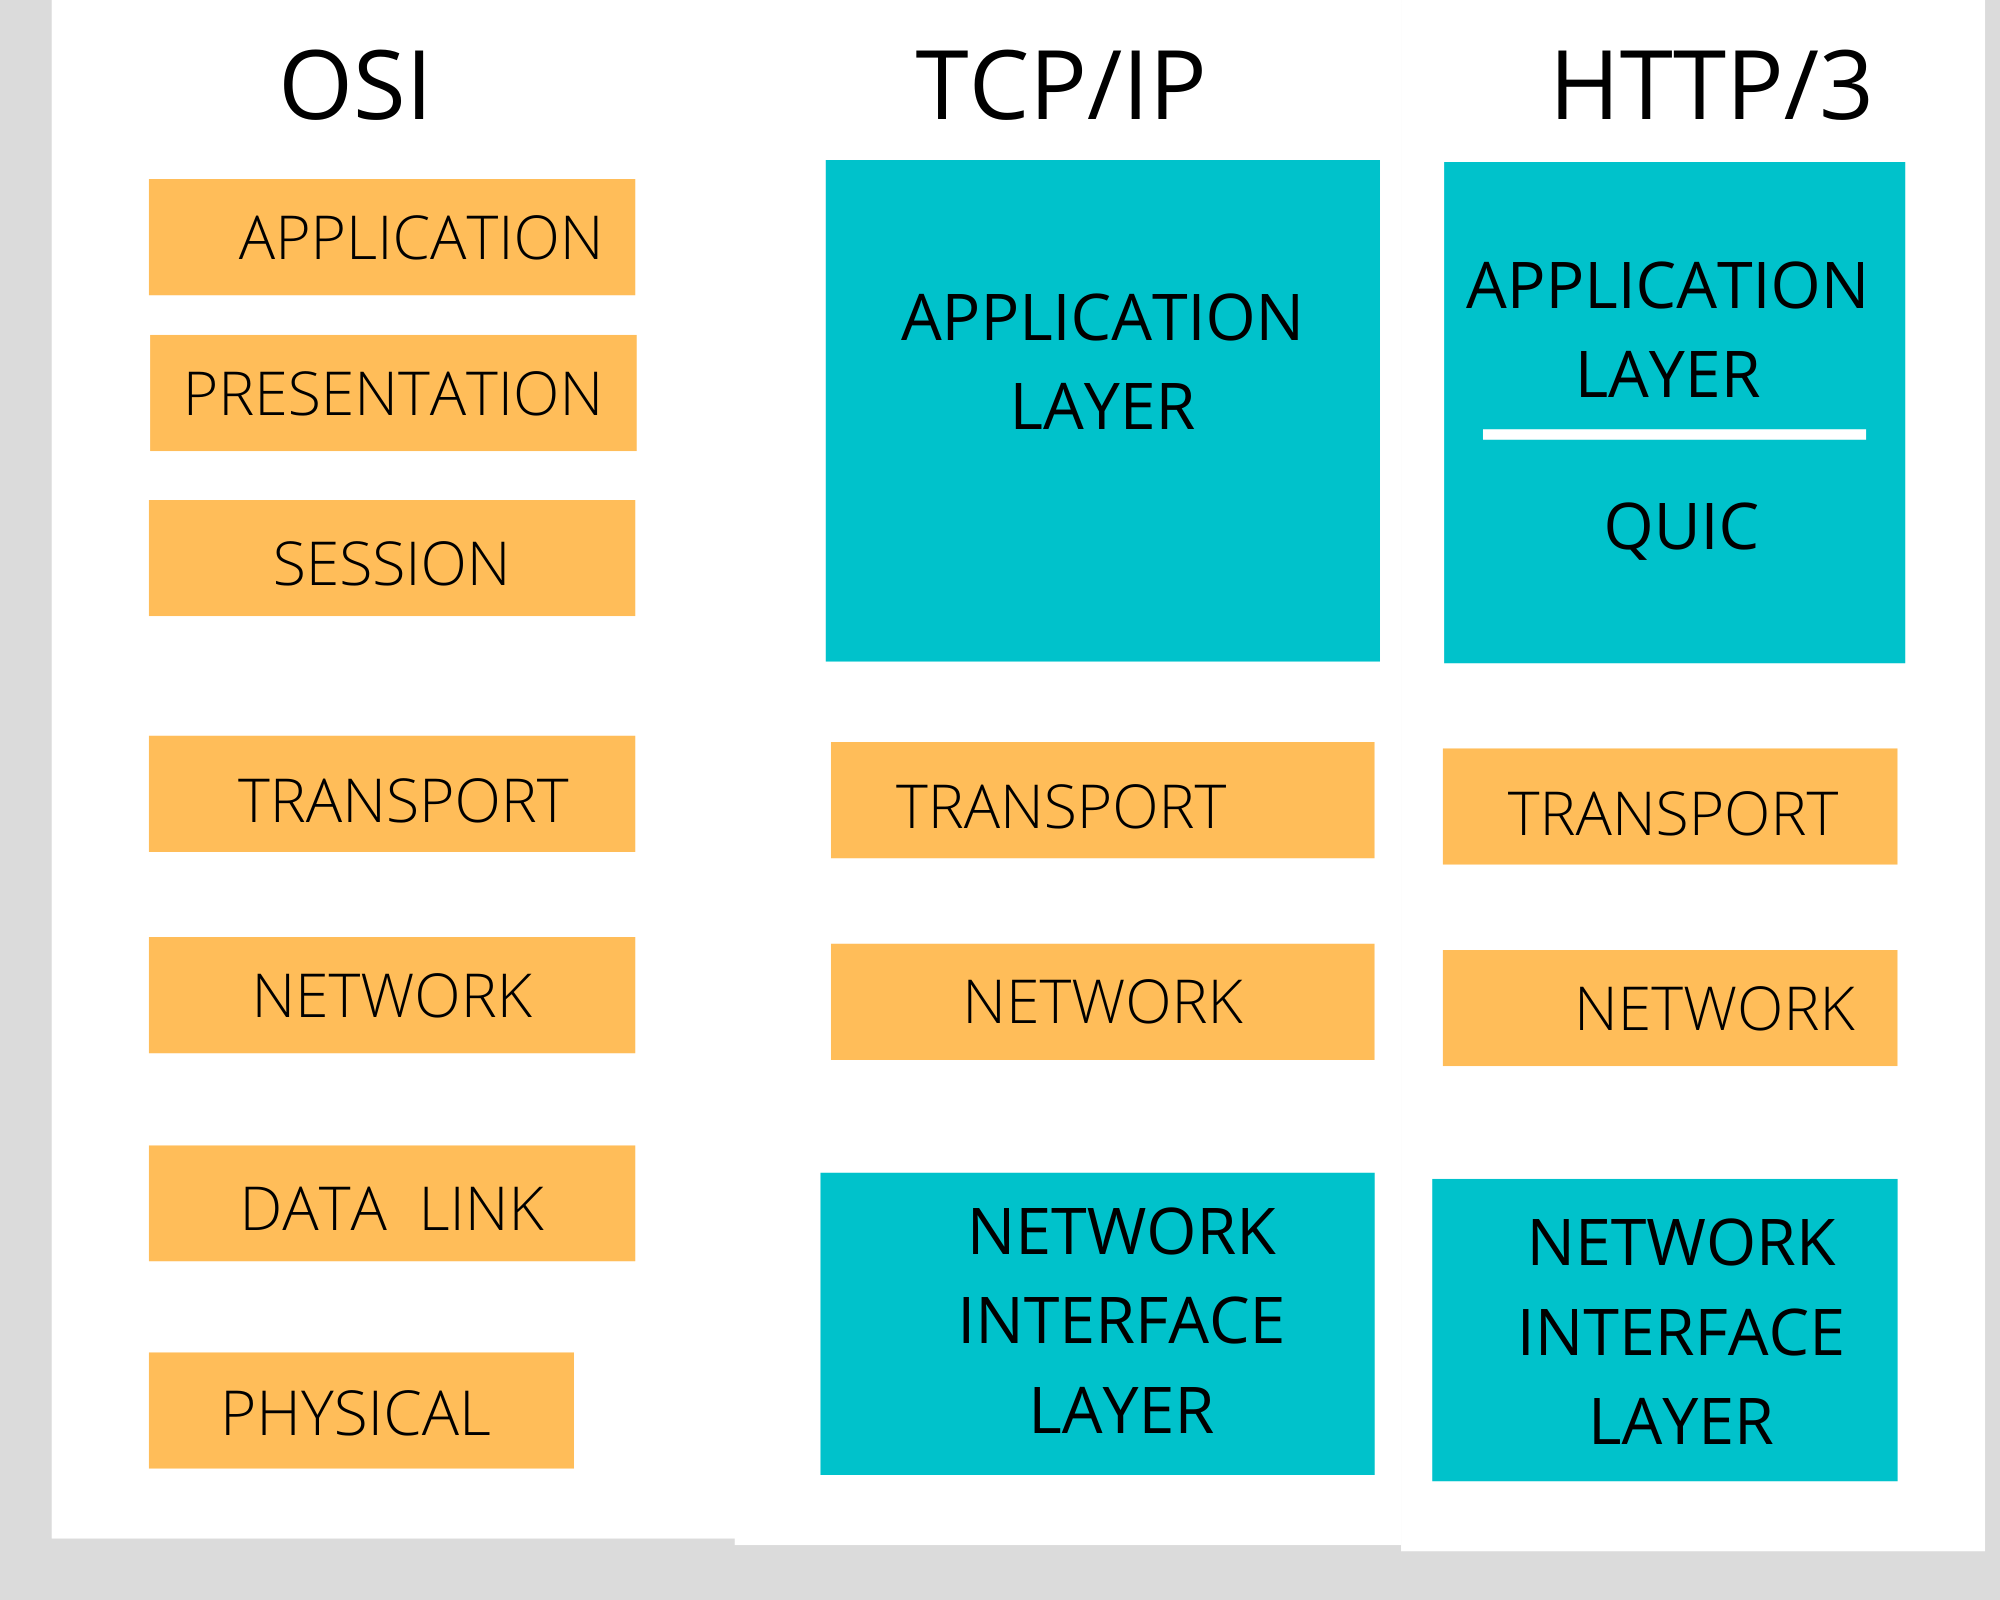 OSI
APPLICATION
PRESENTATION
SESSION
TRANSPORT
NETWORK
DATA LINK
PHYSICAL
TCP/IP
APPLICATION
LAYER
TRANSPORT
NETWORK
NETWORK
INTERFACE
LAYER
HTTP/3
APPLICATION
LAYER
QUIC
TRANSPORT
NETWORK
NETWORK
INTERFACE
LAYER